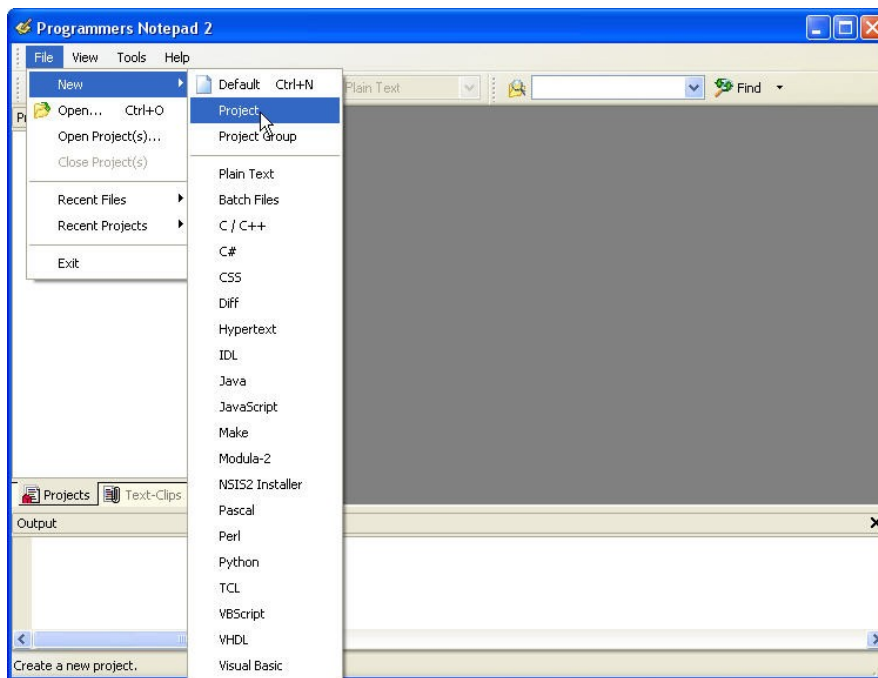 Programmers Notepad 2
File View Tools Help
New
Default Ctrl+N
Plain Text
Find
Open... Ctrl+O
Project
Open Project(s)...
Project Group
Close Project(s)
Plain Text
Recent Files
Batch Files
Recent Projects
C / C++
C#
Exit
CSS
Diff
Hypertext
IDL
Java
JavaScript
Make
Modula-2
NSIS2 Installer
Projects Text-Clips
Pascal
Output
Perl
Python
TCL
VBScript
VHDL
Create a new project.
Visual Basic